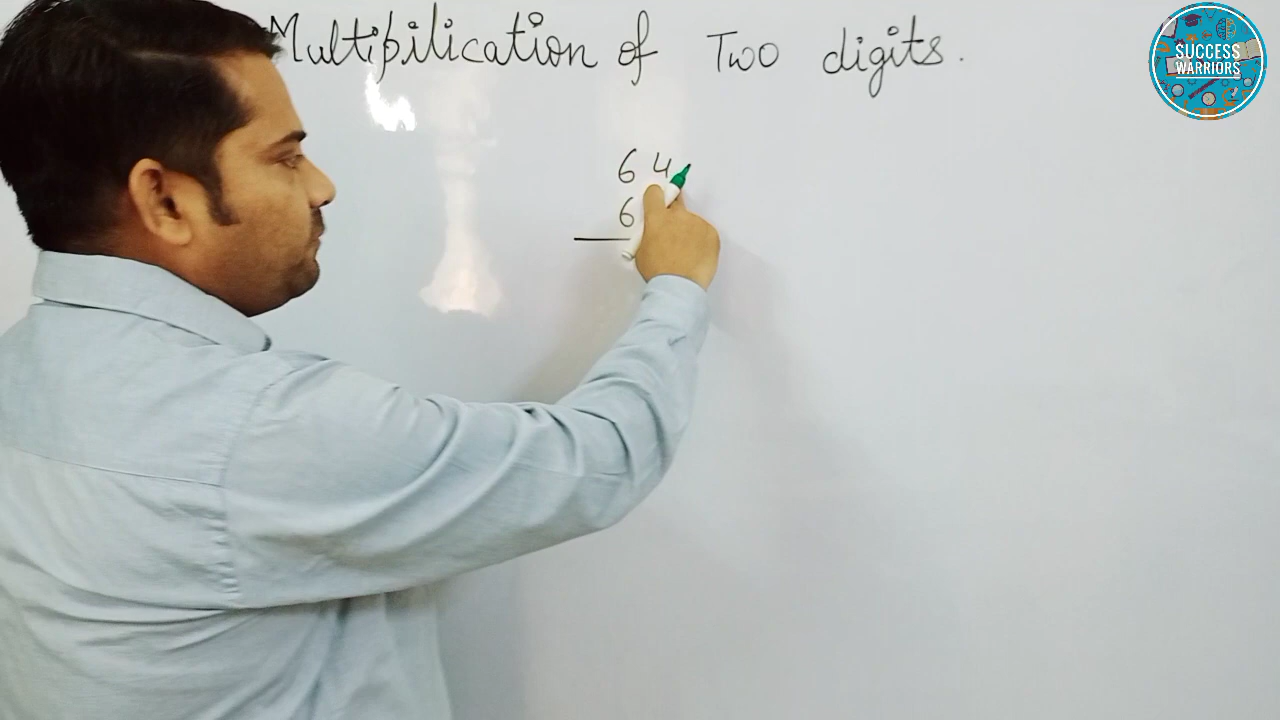 Multipilication of Two digits.
6 4
6
SUCCESS
WARRIORS